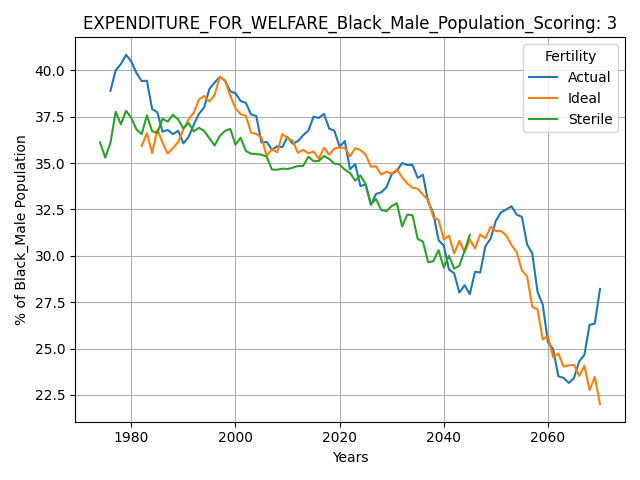 EXPENDITURE_FOR_WELFARE_Black_Male_Population_Scoring: 3
% of Black_Male Population
40.0
37.5
35.0
32.5
30.0
27.5
25.0
22.5
Fertility
Actual
Ideal
Sterile
1980 2000 2020 2040 2060
Years